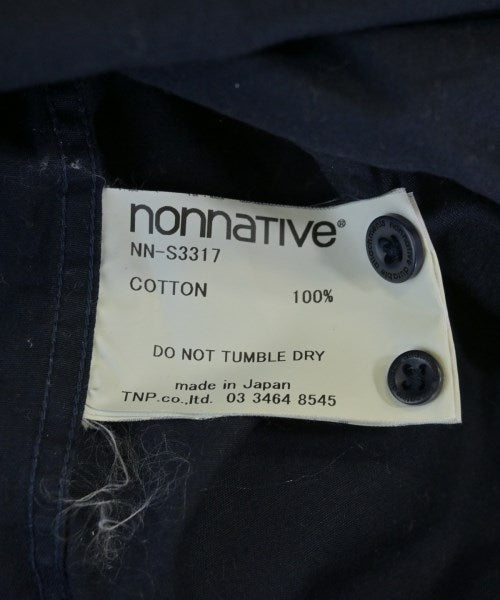 nonnative®
NN-S3317
COTTON 100%
DO NOT TUMBLE DRY
made in Japan
TNP.co.,ltd. 03 3464 8545